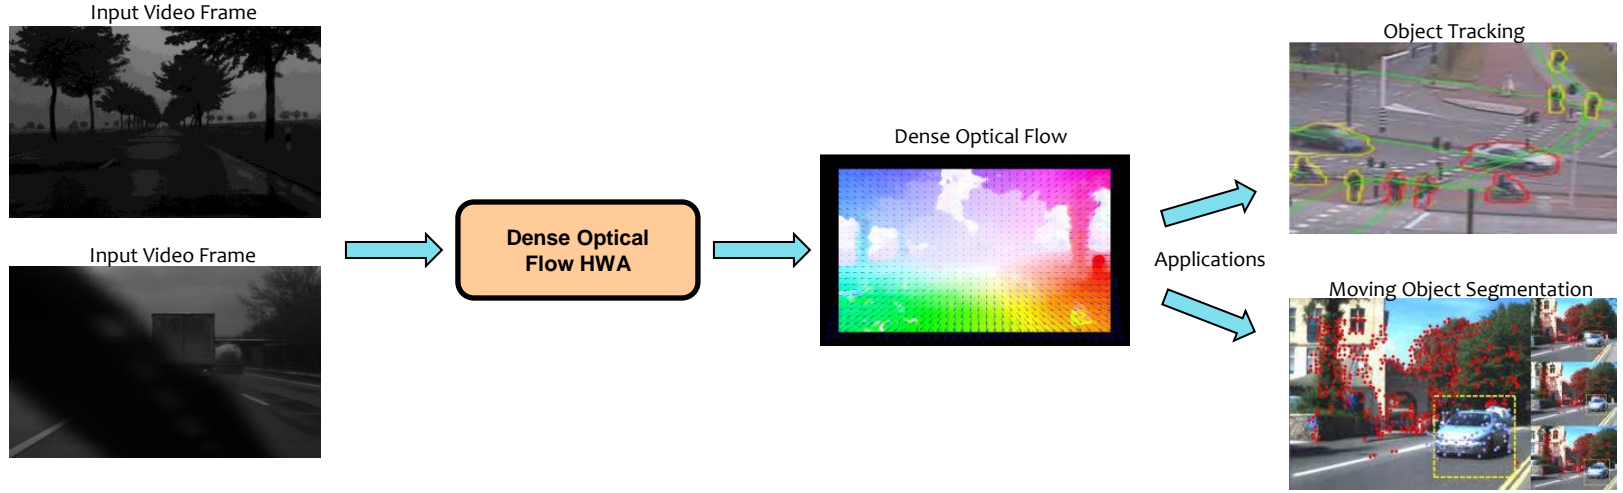 Input Video Frame
Input Video Frame
Dense Optical
Flow HWA
Dense Optical Flow
Applications
Object Tracking
Moving Object Segmentation